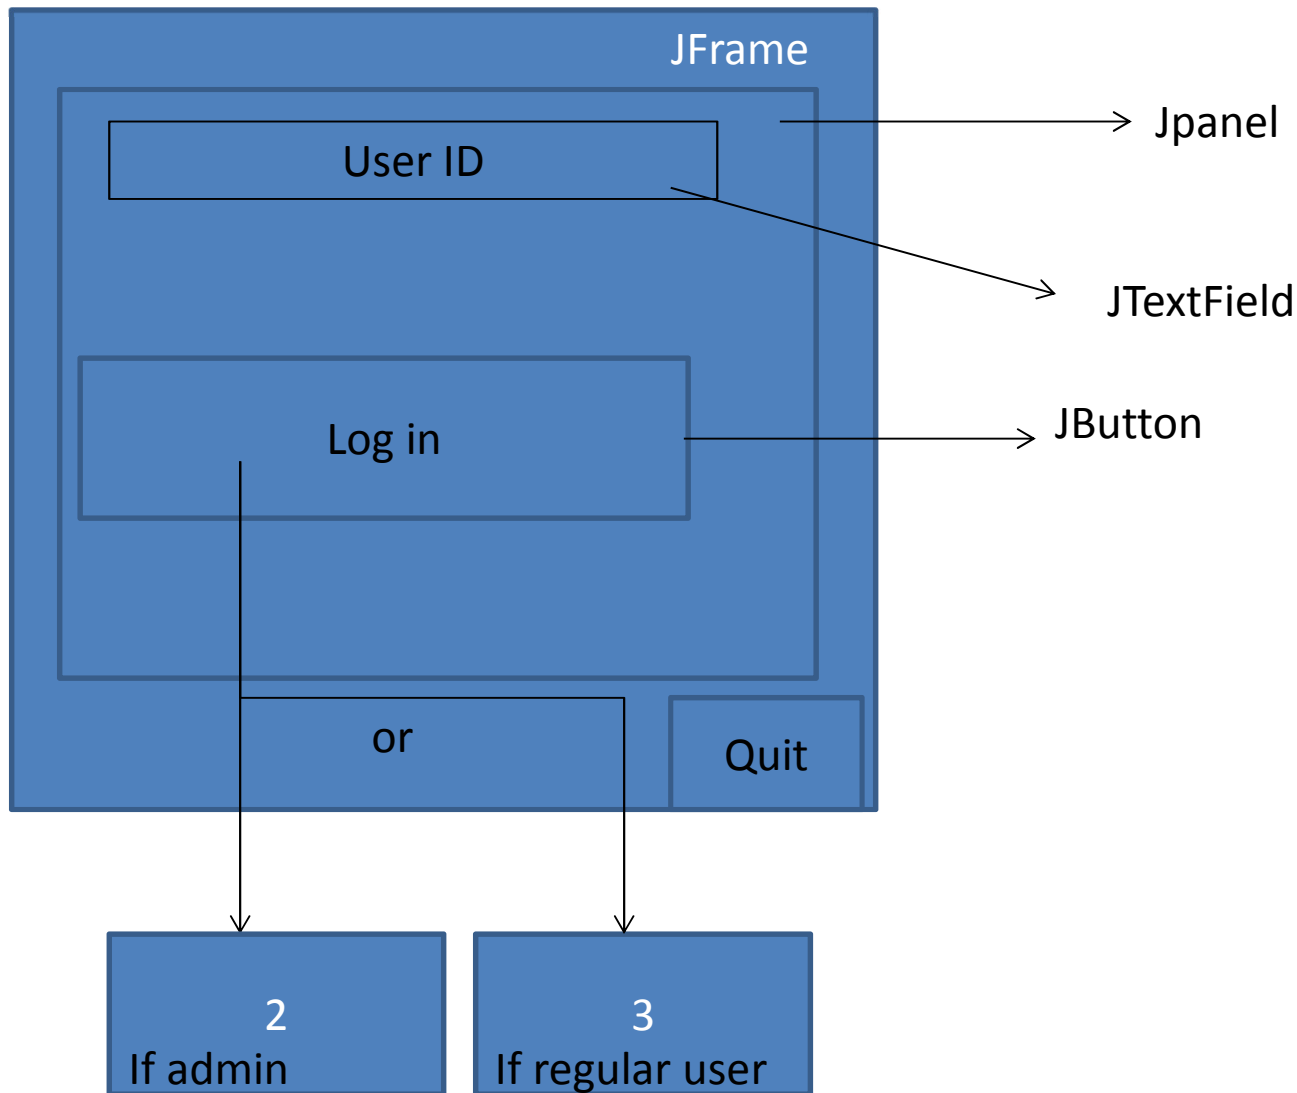 JFrame
Jpanel
User ID
JTextField
JButton
Log in
or
Quit
2
If admin
3
If regular user